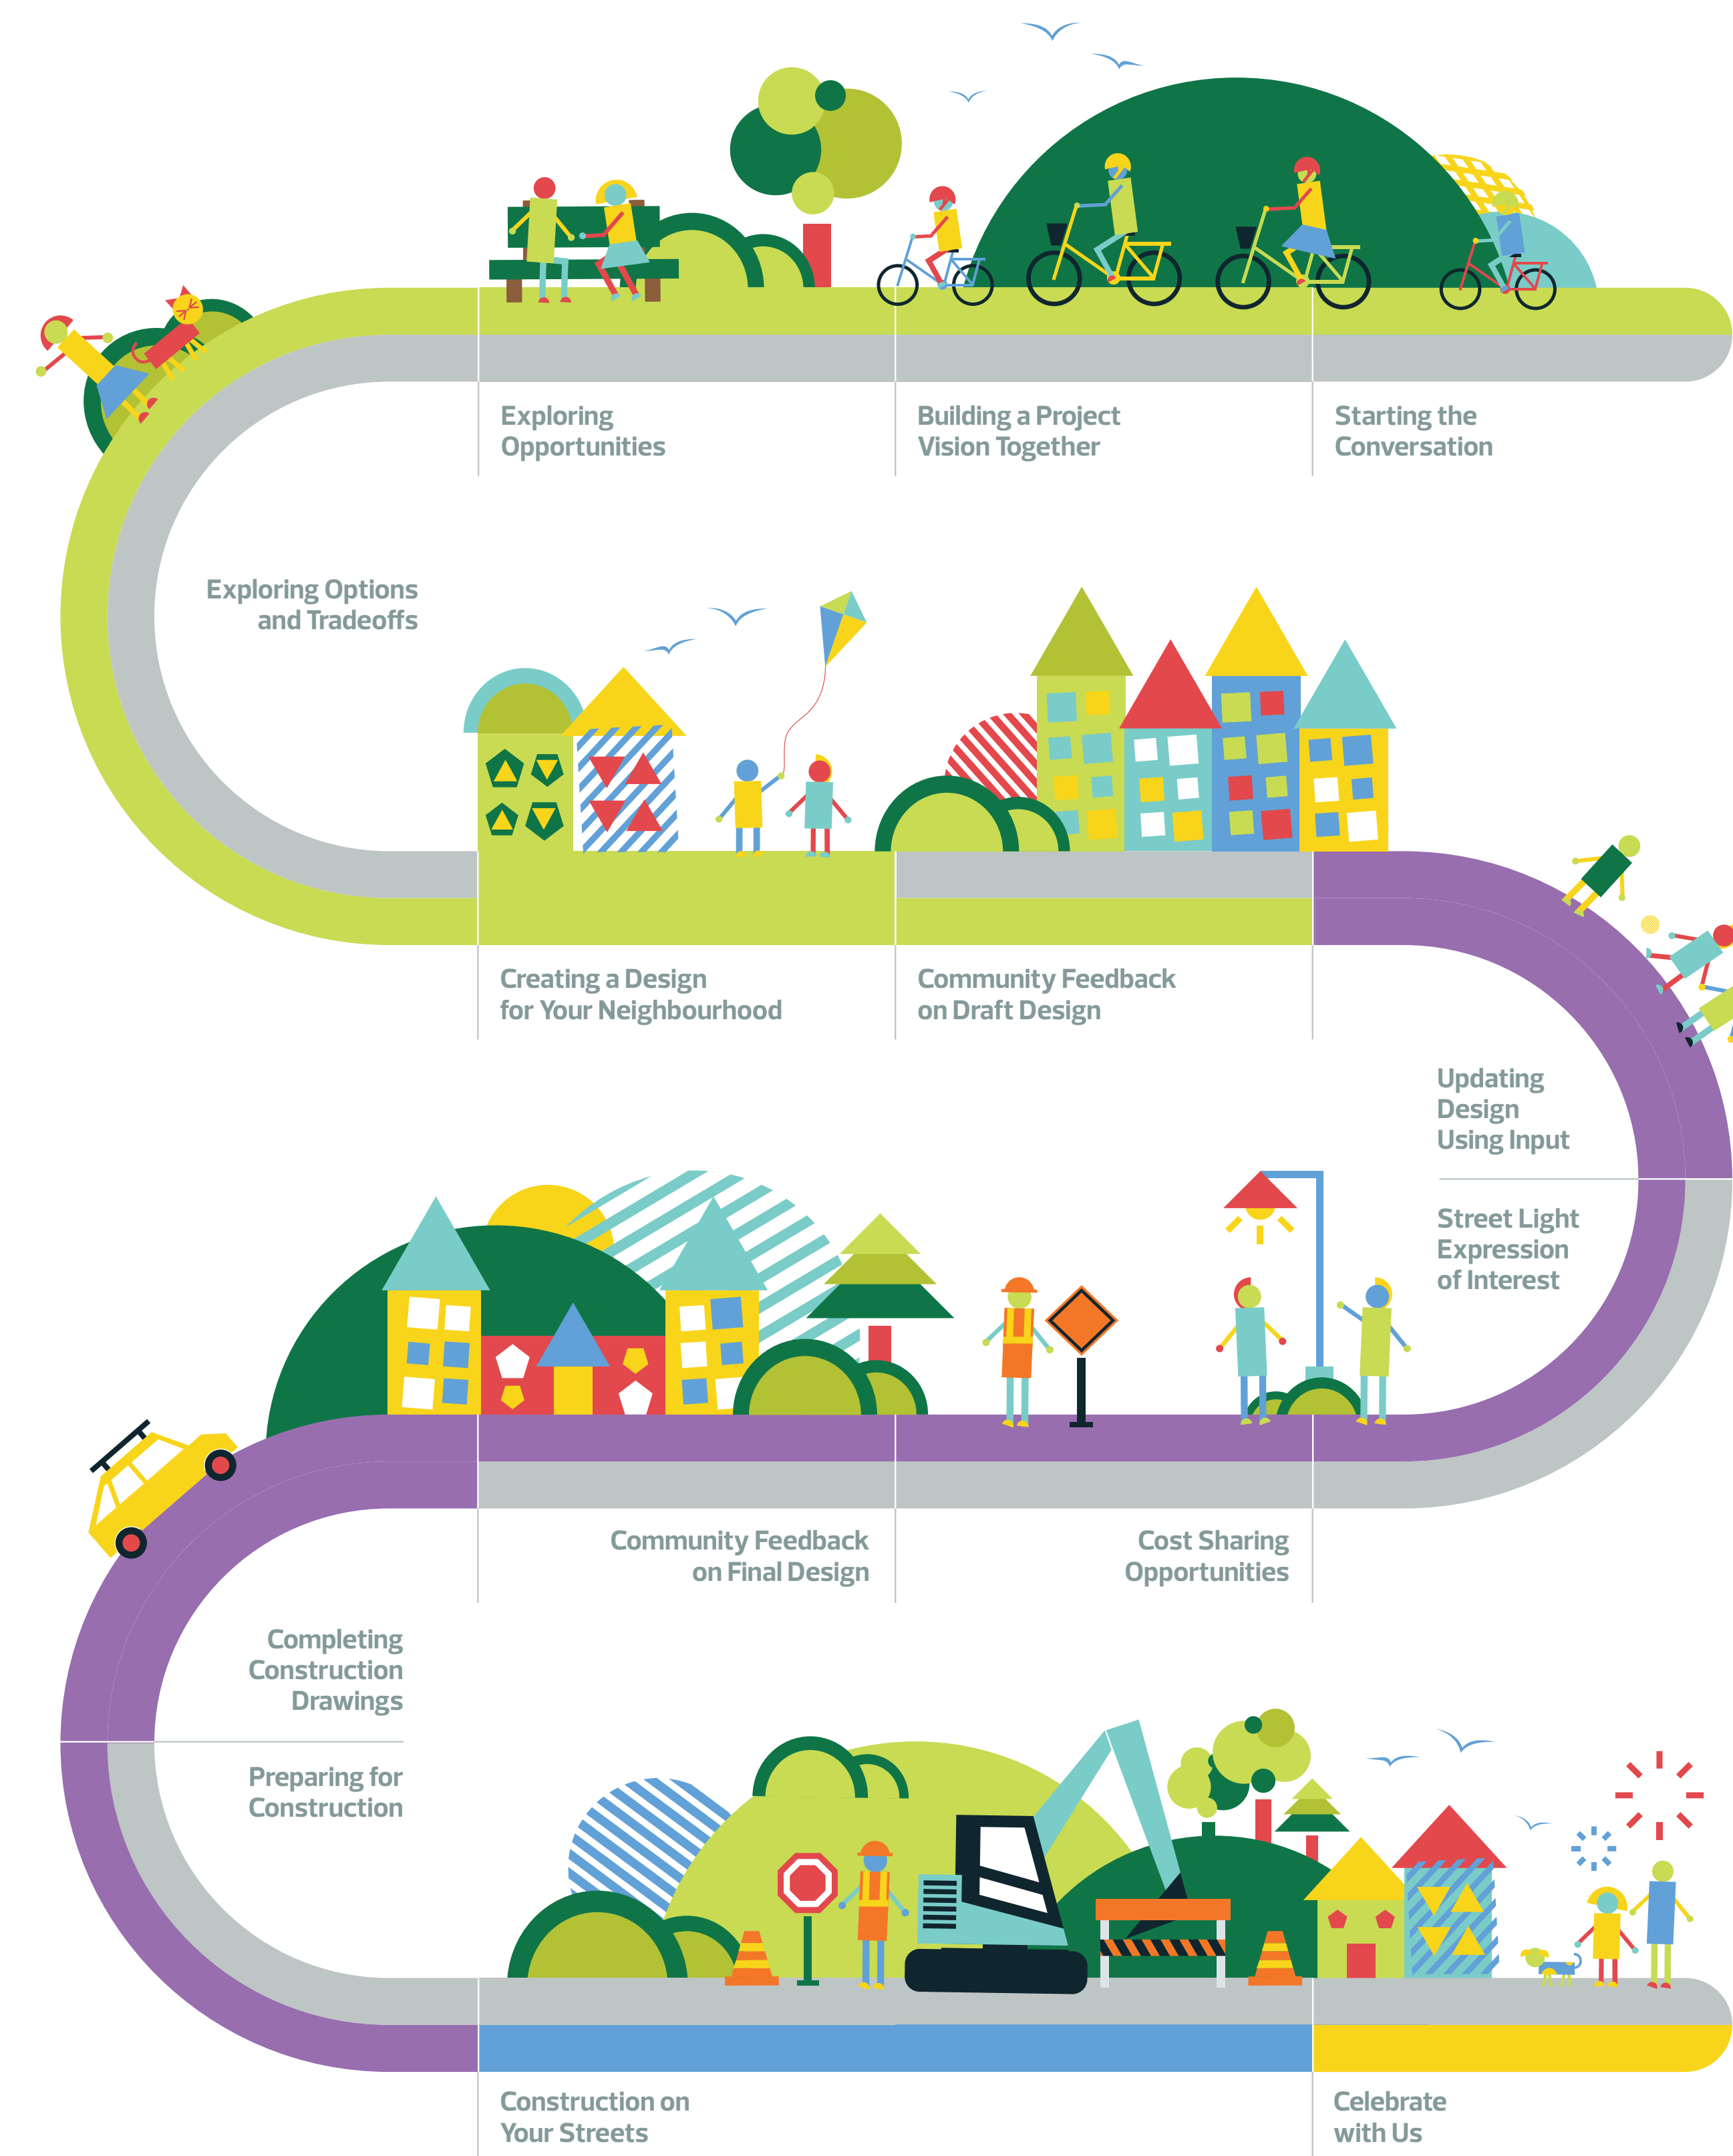 Exploring
Opportunities
Building a Project
Vision Together
Starting the
Conversation
Exploring Options
and Tradeoffs
Creating a Design
for Your Neighbourhood
Community Feedback
on Draft Design
Updating
Design
Using Input
Street Light
Expression
of Interest
Community Feedback
on Final Design
Cost Sharing
Opportunities
Completing
Construction
Drawings
Preparing for
Construction
Construction on
Your Streets
Celebrate
with Us